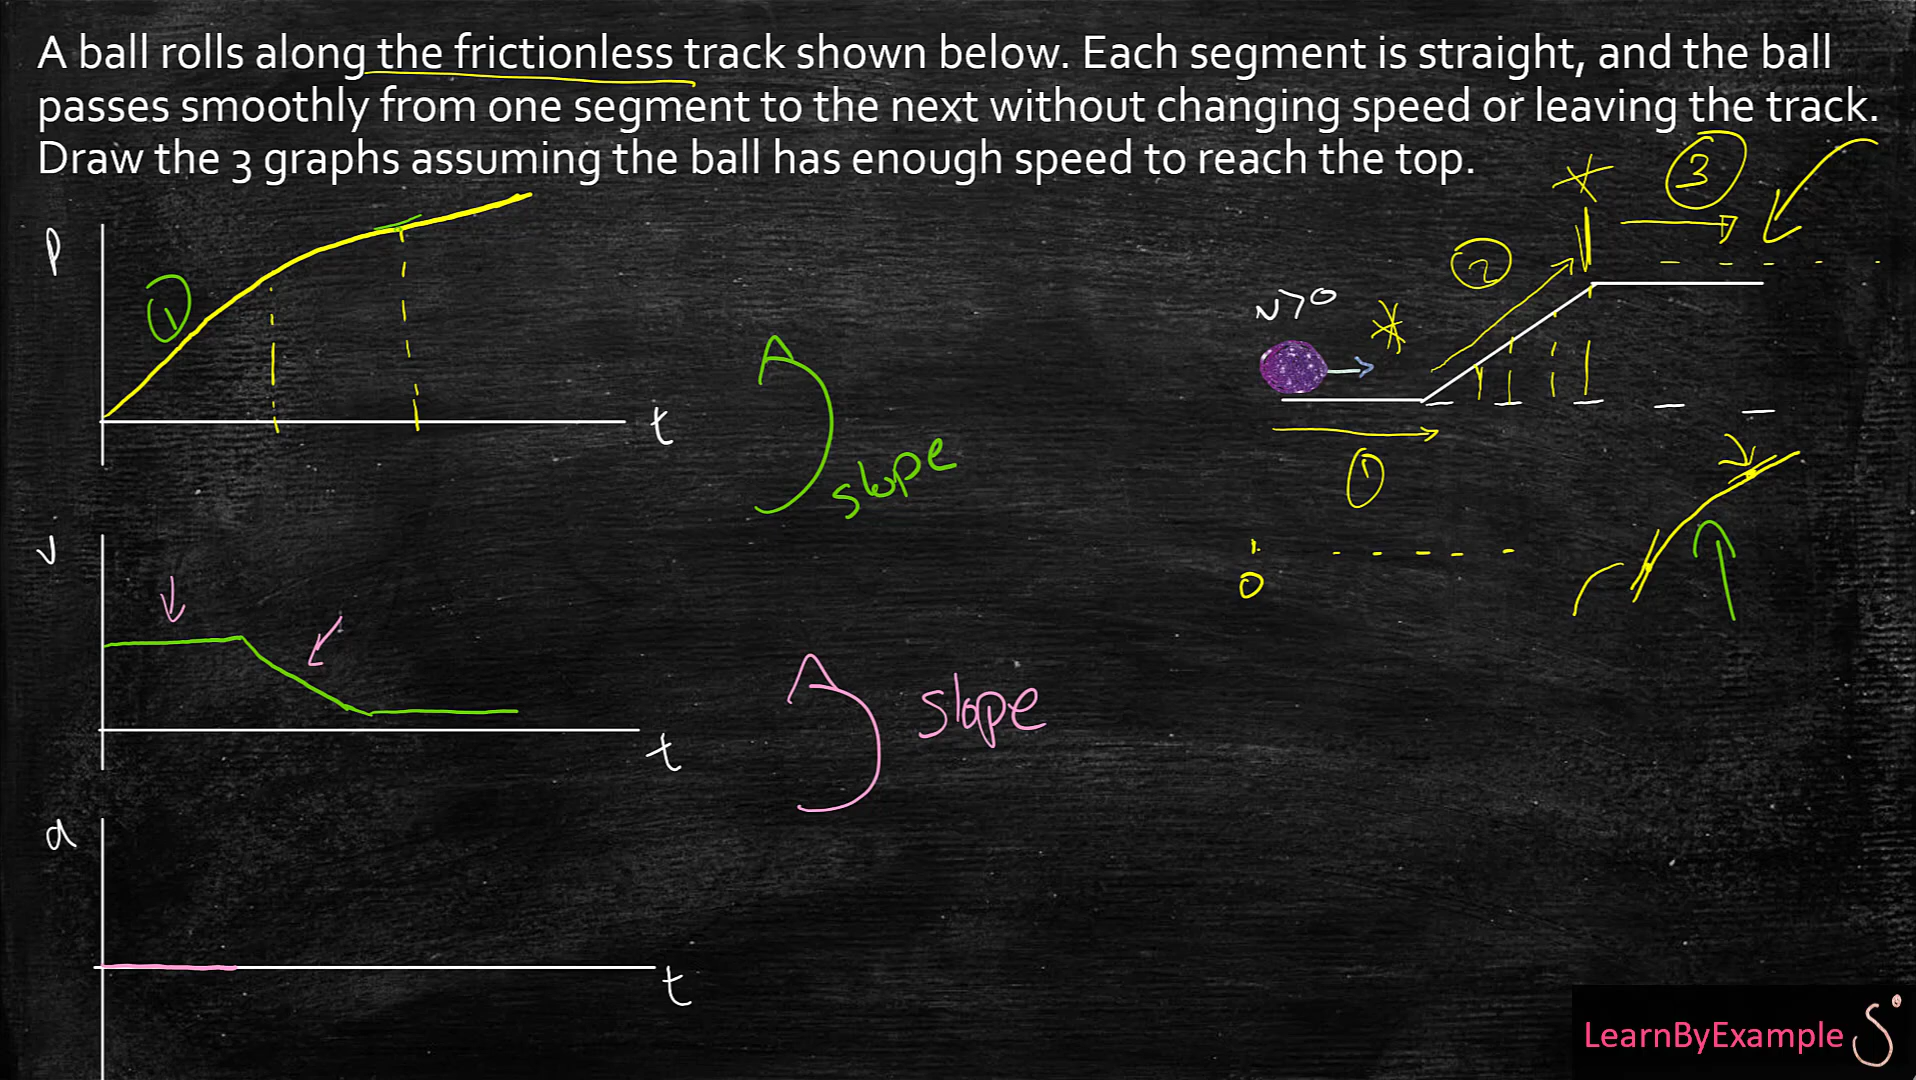 A ball rolls along the frictionless track shown below. Each segment is straight, and the ball
passes smoothly from one segment to the next without changing speed or leaving the track.
Draw the 3 graphs assuming the ball has enough speed to reach the top.
3
P
2
1
v>0
t
slope
1
v
0
slope
t
a
t
LearnByExample